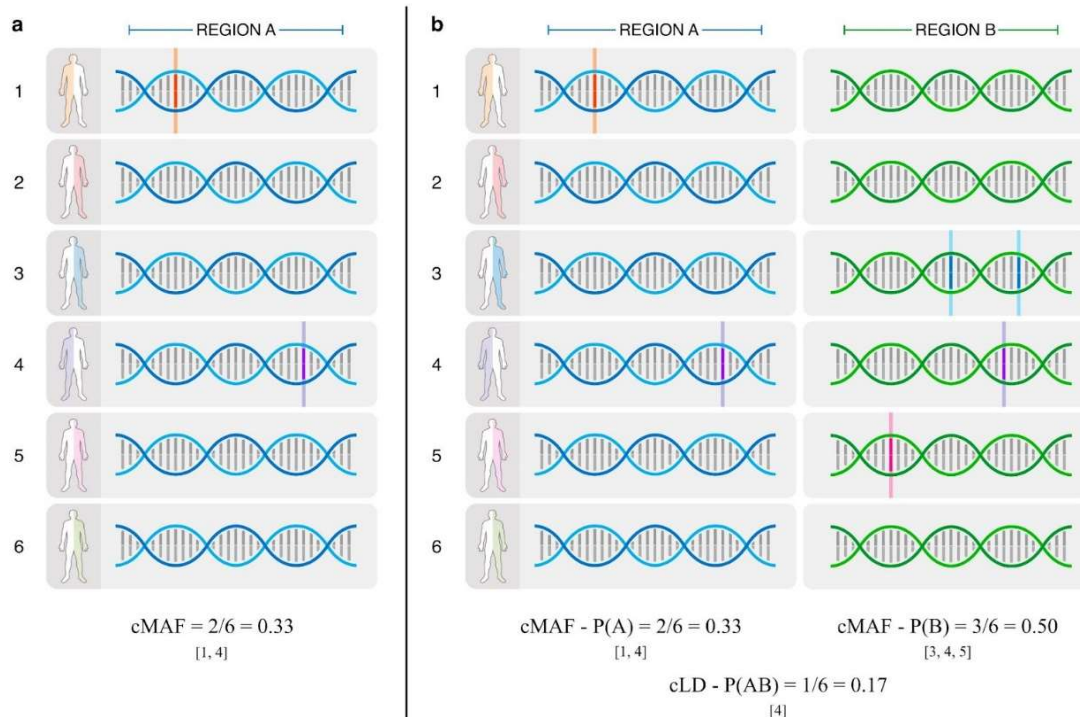 a
REGION A
1
2
3
4
5
6
cMAF = 2/6 = 0.33
[1, 4]
b
REGION A
REGION B
1
2
3
4
5
6
cMAF - P(A) = 2/6 = 0.33
[1, 4]
cMAF - P(B) = 3/6 = 0.50
[3, 4, 5]
cLD - P(AB) = 1/6 = 0.17
[4]